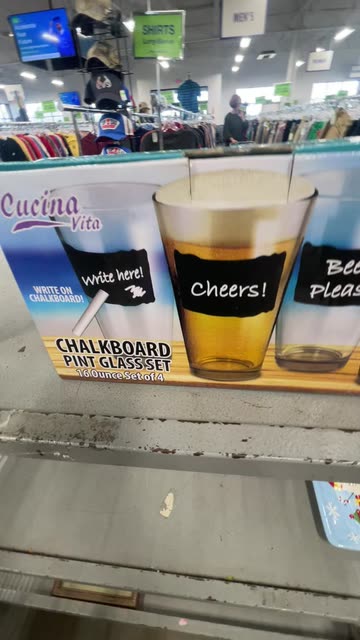 MEN'S
SHIRTS
Cucina
Vita
WRITE ON
CHALKBOARD!
Write here!
Cheers!
Bee
Pleas
CHALKBOARD
PINT GLASS SET
16 Ounce Set of 4